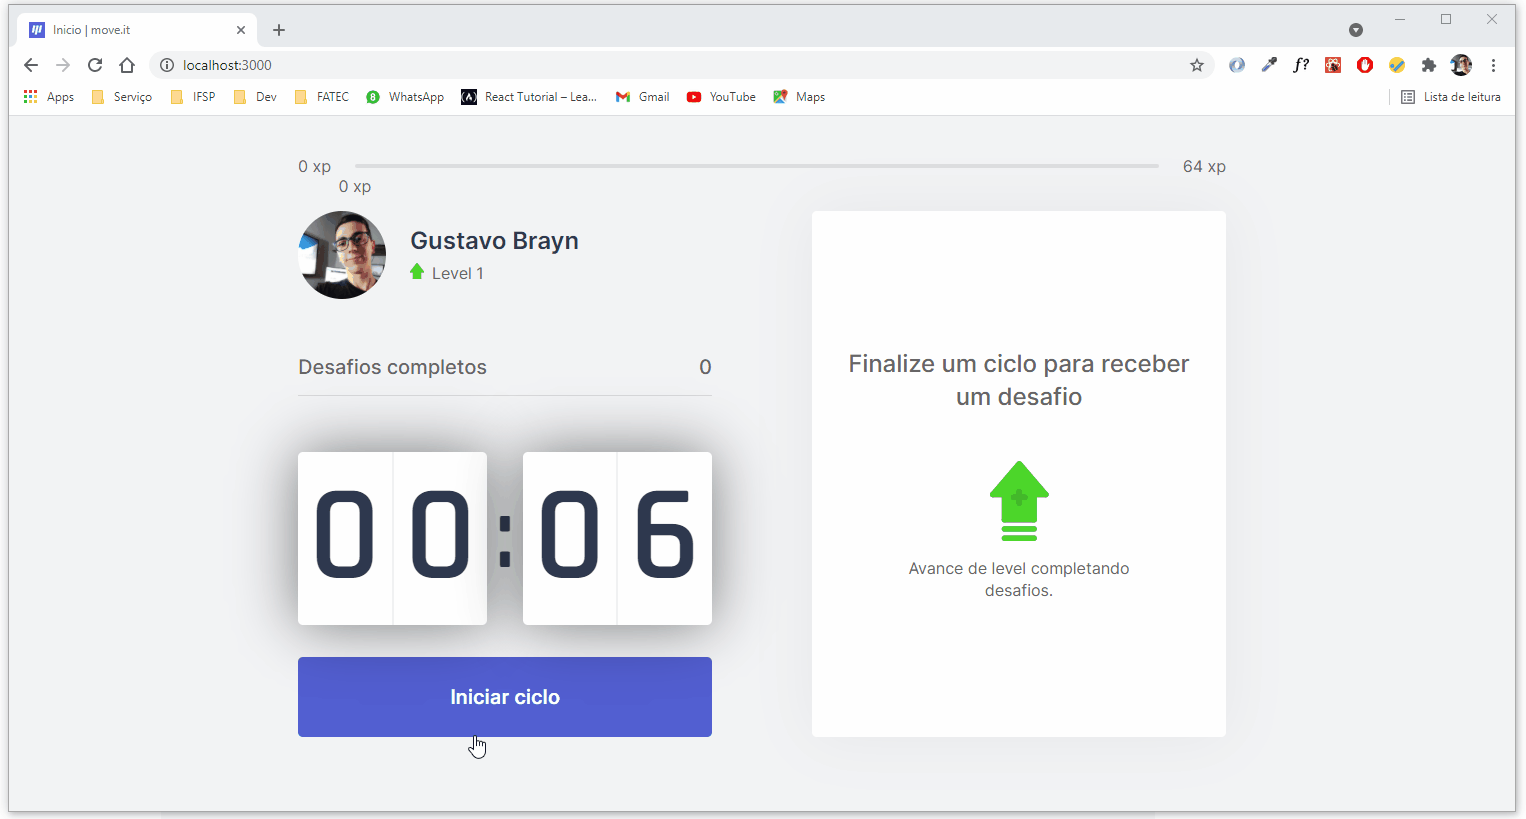 Inicio | move.it
localhost:3000
f?
Apps Serviço IFSP Dev FATEC WhatsApp React Tutorial – Lea... Gmail YouTube Maps Lista de leitura
0 xp 64 xp
0 xp
Gustavo Brayn
Level 1
Desafios completos 0
00:06
Iniciar ciclo
Finalize um ciclo para receber
um desafio
Avance de level completando
desafios.